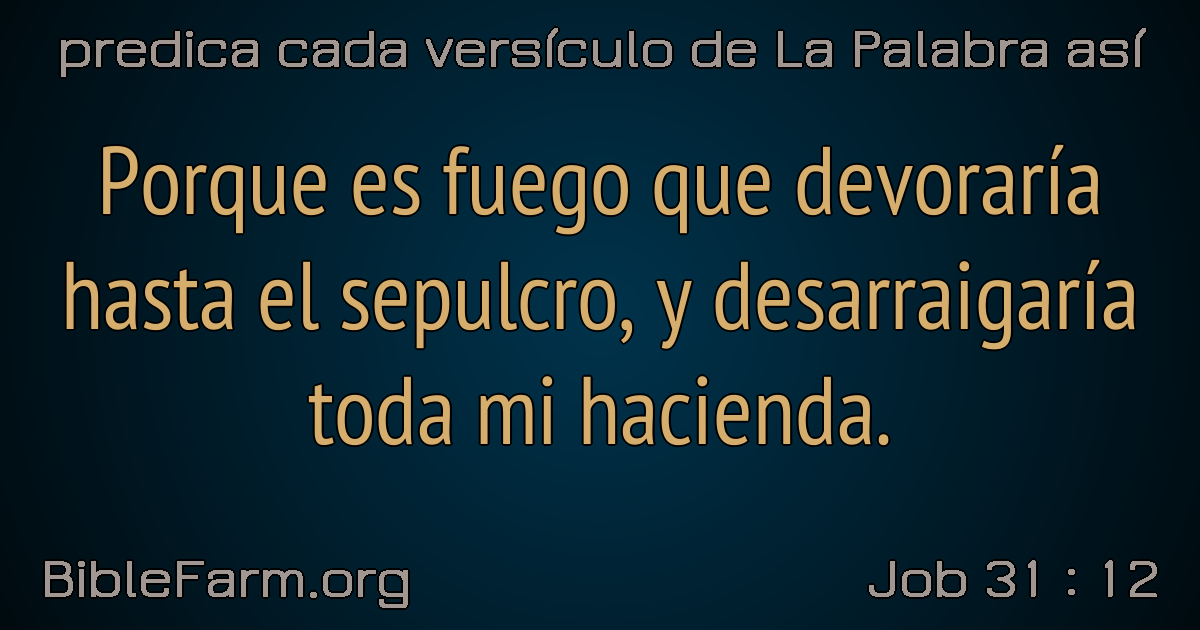 predica cada versículo de La Palabra así
Porque es fuego que devoraría
hasta el sepulcro, y desarraigaría
toda mi hacienda.
BibleFarm.org
Job 31 : 12